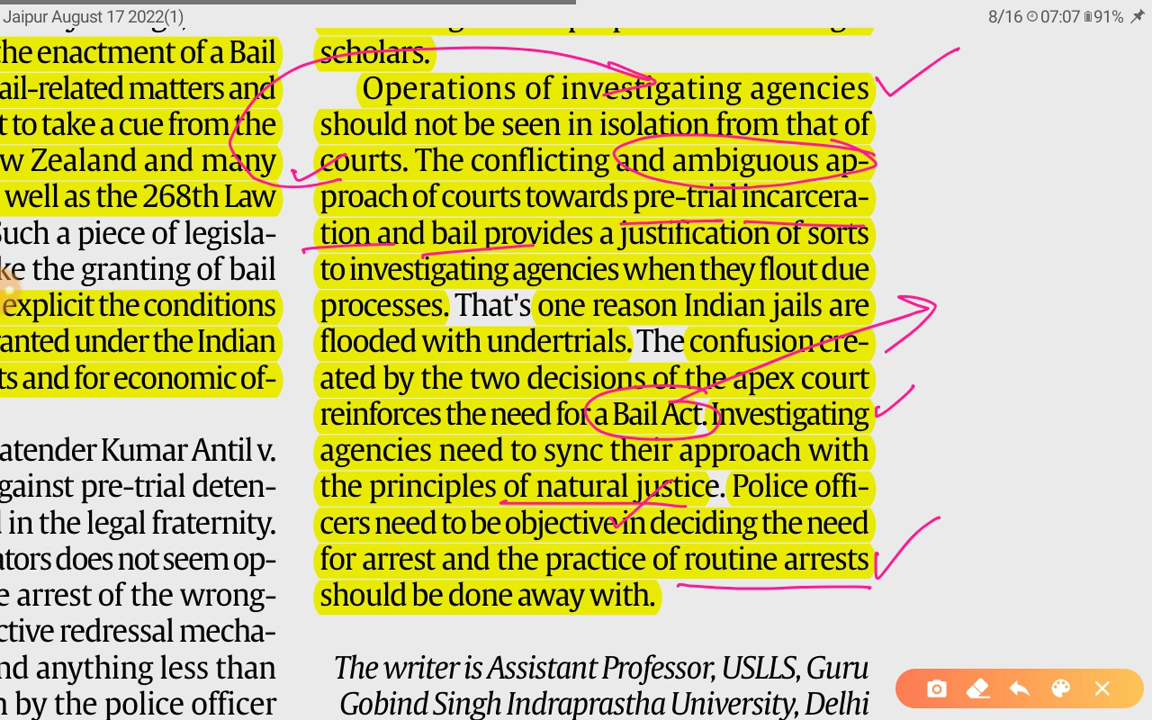 Jaipur August 17 2022(1)
8/16 07:07 91%
the enactment of a Bail
ail-related matters and
t to take a cue from the
w Zealand and many
well as the 268th Law
Such a piece of legisla-
ke the granting of bail
explicit the conditions
ranted under the Indian
ts and for economic of-
atender Kumar Antil v.
gainst pre-trial deten-
in the legal fraternity.
ators does not seem op-
e arrest of the wrong-
ctive redressal mecha-
nd anything less than
n by the police officer
scholars.
Operations of investigating agencies
should not be seen in isolation from that of
courts. The conflicting and ambiguous ap-
proach of courts towards pre-trial incarcera-
tion and bail provides a justification of sorts
to investigating agencies when they flout due
processes. That's one reason Indian jails are
flooded with undertrials. The confusion cre-
ated by the two decisions of the apex court
reinforces the need for a Bail Act. Investigating
agencies need to sync their approach with
the principles of natural justice. Police offi-
cers need to be objective in deciding the need
for arrest and the practice of routine arrests
should be done away with.
The writer is Assistant Professor, USLLS, Guru
Gobind Singh Indraprastha University, Delhi